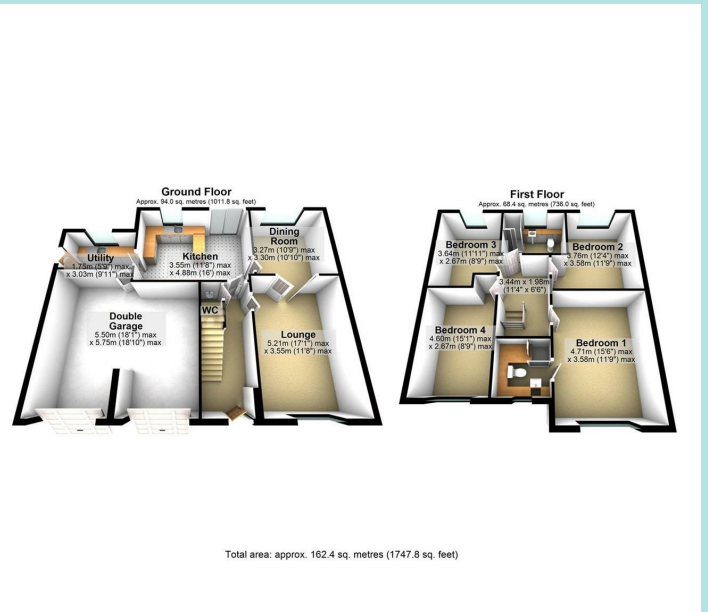 Ground Floor
Approx. 94.0 sq. metres (1011.8 sq. feet)
Utility
1.75m (5'9") max
x 3.03m (9'11") max
Kitchen
3.55m (11'8") max
x 4.88m (16') max
Dining
Room
3.27m (10'9") max
x 3.30m (10'10") max
WC
Double
Garage
5.50m (18'1") max
x 5.75m (18'10") max
Lounge
5.21m (17'1") max
x 3.55m (11'8") max
First Floor
Approx. 68.4 sq. metres (736.0 sq. feet)
Bedroom 3
3.64m (11'11") max
x 2.67m (8'9") max
Bedroom 2
3.76m (12'4") max
x 3.58m (11'9") max
3.44m x 1.98m
(11'4" x 6'6")
Bedroom 4
4.60m (15'1") max
x 2.67m (8'9") max
Bedroom 1
4.71m (15'6") max
x 3.58m (11'9") max
Total area: approx. 162.4 sq. metres (1747.8 sq. feet)